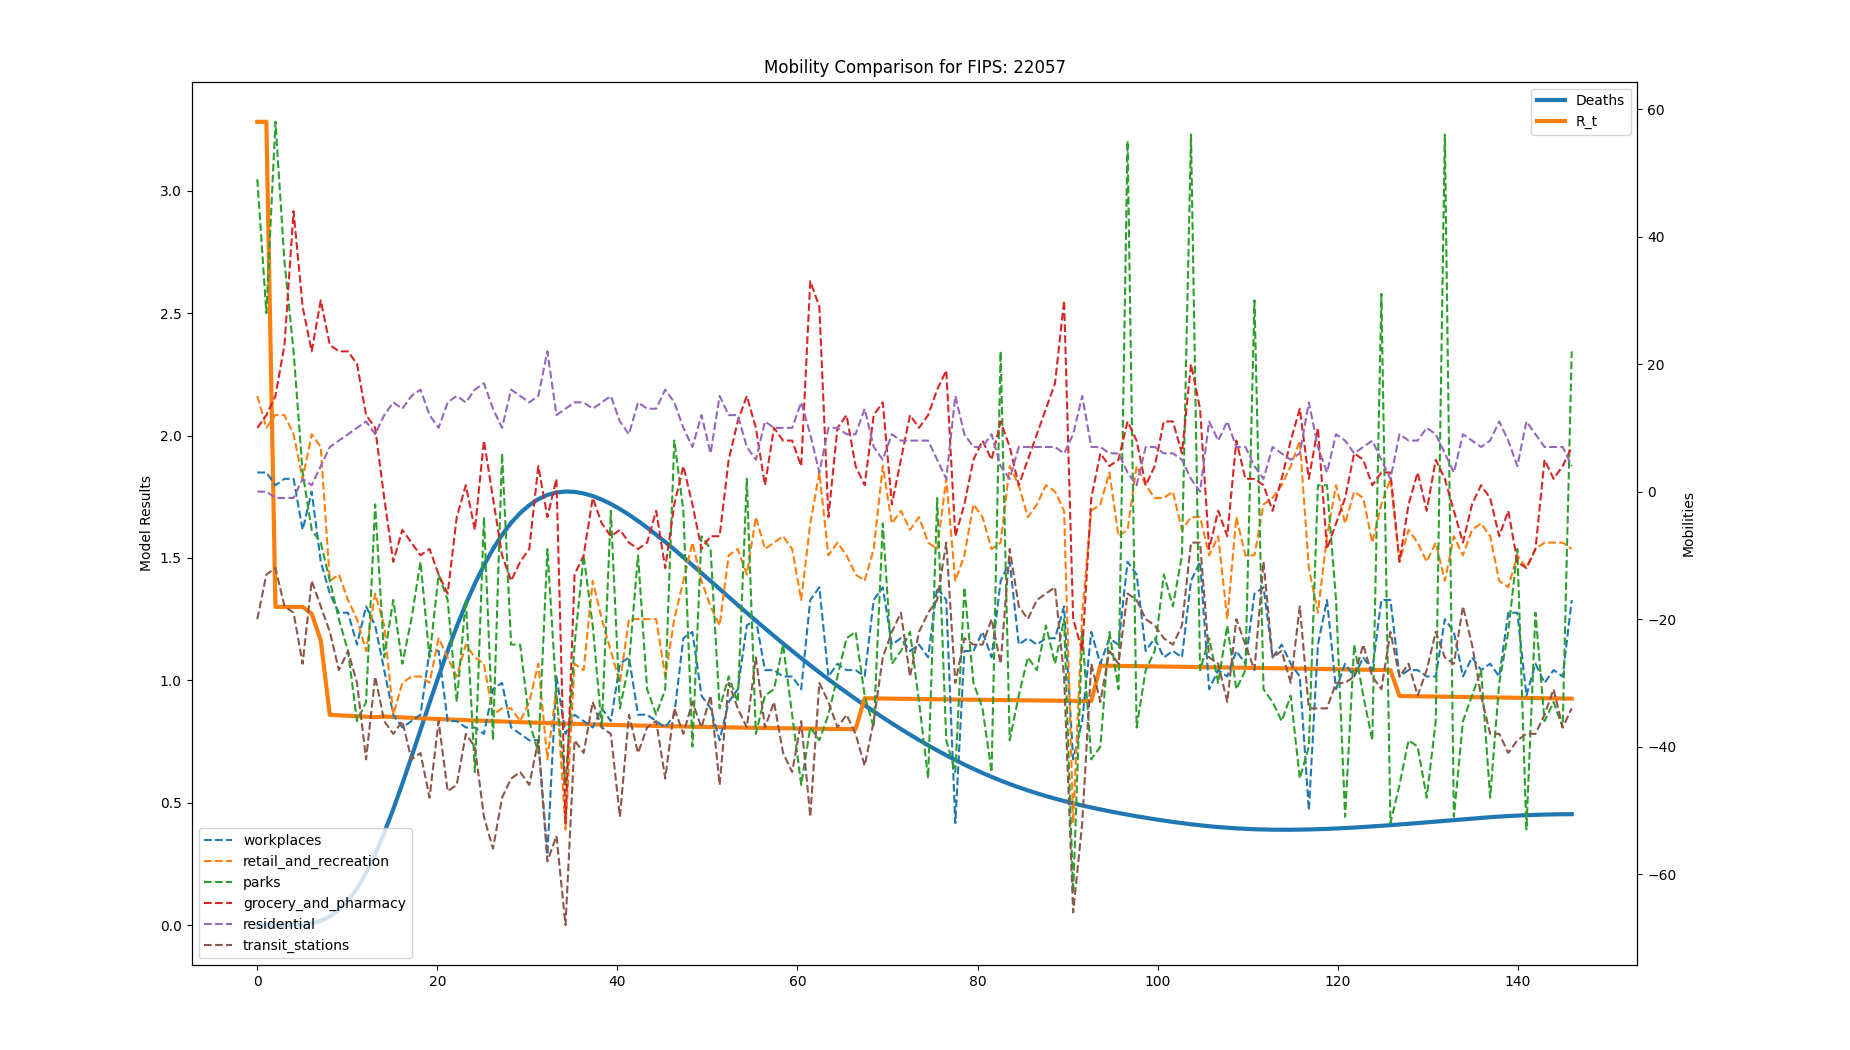 Mobility Comparison for FIPS: 22057
Deaths
R_t
Model Results
3.0
2.5
2.0
1.5
1.0
0.5
0.0
60
40
20
0
−20
−40
−60
Mobilities
workplaces
retail_and_recreation
parks
grocery_and_pharmacy
residential
transit_stations
0 20 40 60 80 100 120 140